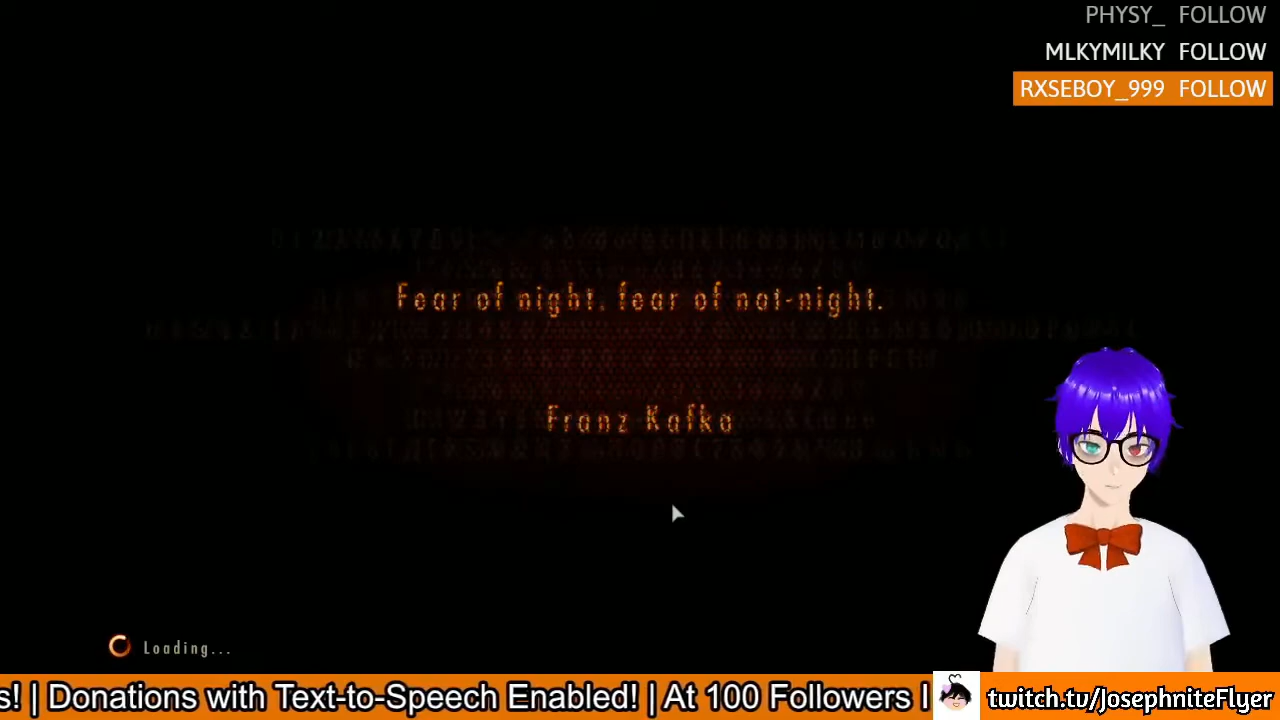 PHYSY_ FOLLOW
MLKYMILKY FOLLOW
RXSEBOY_999 FOLLOW
Fear of night. fear of not-night.
Franz Kafka
Loading...
s! | Donations with Text-to-Speech Enabled! | At 100 Followers I
twitch.tv/JosephniteFlyer